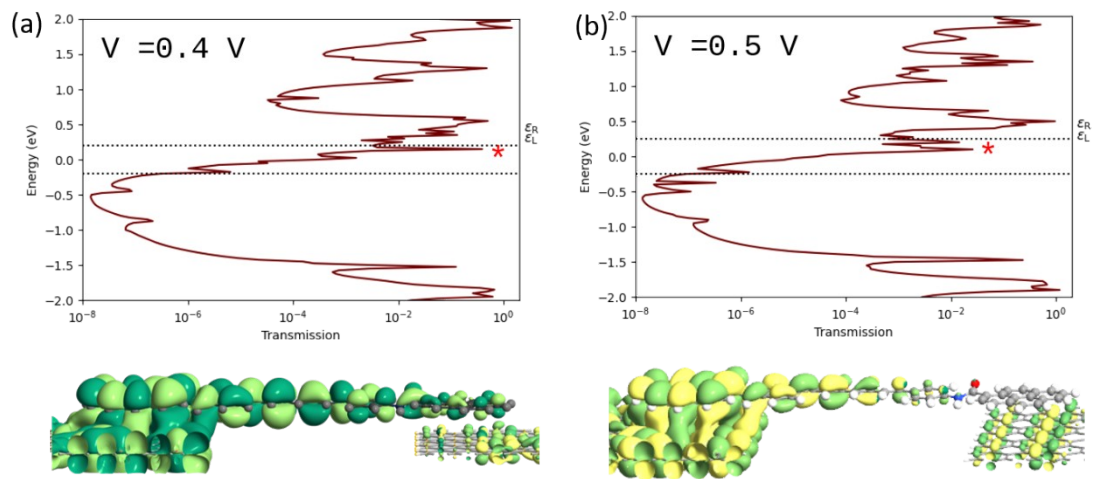 (a)
V =0.4 V
2.0
1.5
1.0
0.5
0.0
−0.5
−1.0
−1.5
−2.0
Energy (eV)
εR
εL
*
10⁻⁸
10⁻⁶
10⁻⁴
10⁻²
10⁰
Transmission
(b)
V =0.5 V
2.0
1.5
1.0
0.5
0.0
−0.5
−1.0
−1.5
−2.0
Energy (eV)
εR
εL
*
10⁻⁸
10⁻⁶
10⁻⁴
10⁻²
10⁰
Transmission